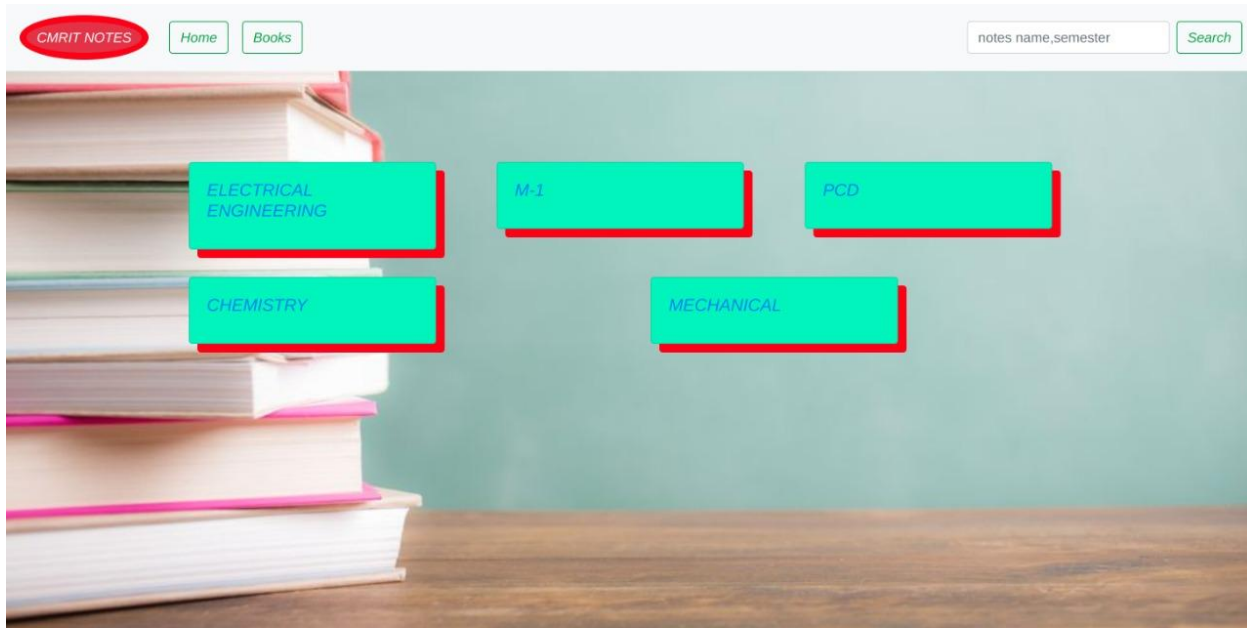 CMRIT NOTES
Home
Books
notes name,semester
Search
ELECTRICAL
ENGINEERING
M-1
PCD
CHEMISTRY
MECHANICAL